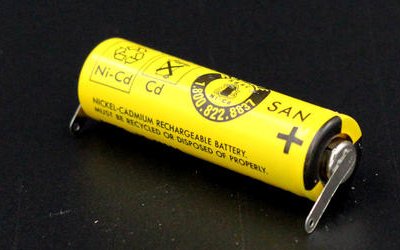 Ni-Cd
Cd
1.800.822.8837
SAN
+
NICKEL-CADMIUM RECHARGEABLE BATTERY.
MUST BE RECYCLED OR DISPOSED OF PROPERLY.